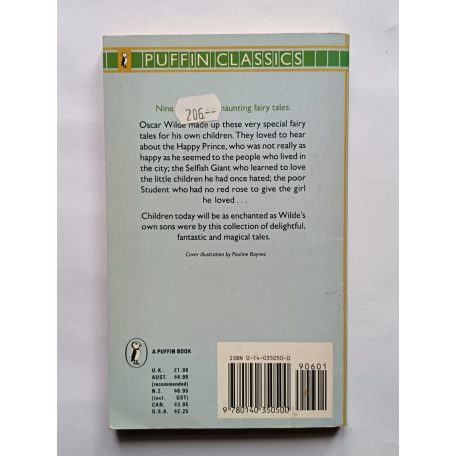 PUFFIN CLASSICS
Nine haunting fairy tales.
206.--
Oscar Wilde made up these very special fairy
tales for his own children. They loved to hear
about the Happy Prince, who was not really as
happy as he seemed to the people who lived in
the city; the Selfish Giant who learned to love
the little children he had once hated; the poor
Student who had no red rose to give the girl
he loved . . .
Children today will be as enchanted as Wilde's
own sons were by this collection of delightful,
fantastic and magical tales.
Cover illustration by Pauline Baynes
A PUFFIN BOOK
U.K. £1.99
AUST. $4.99
(recommended)
N.Z. $6.95
(incl. GST)
CAN. $3.95
U.S.A. $2.25
ISBN 0-14-035050-0
90601
9 780140 350500